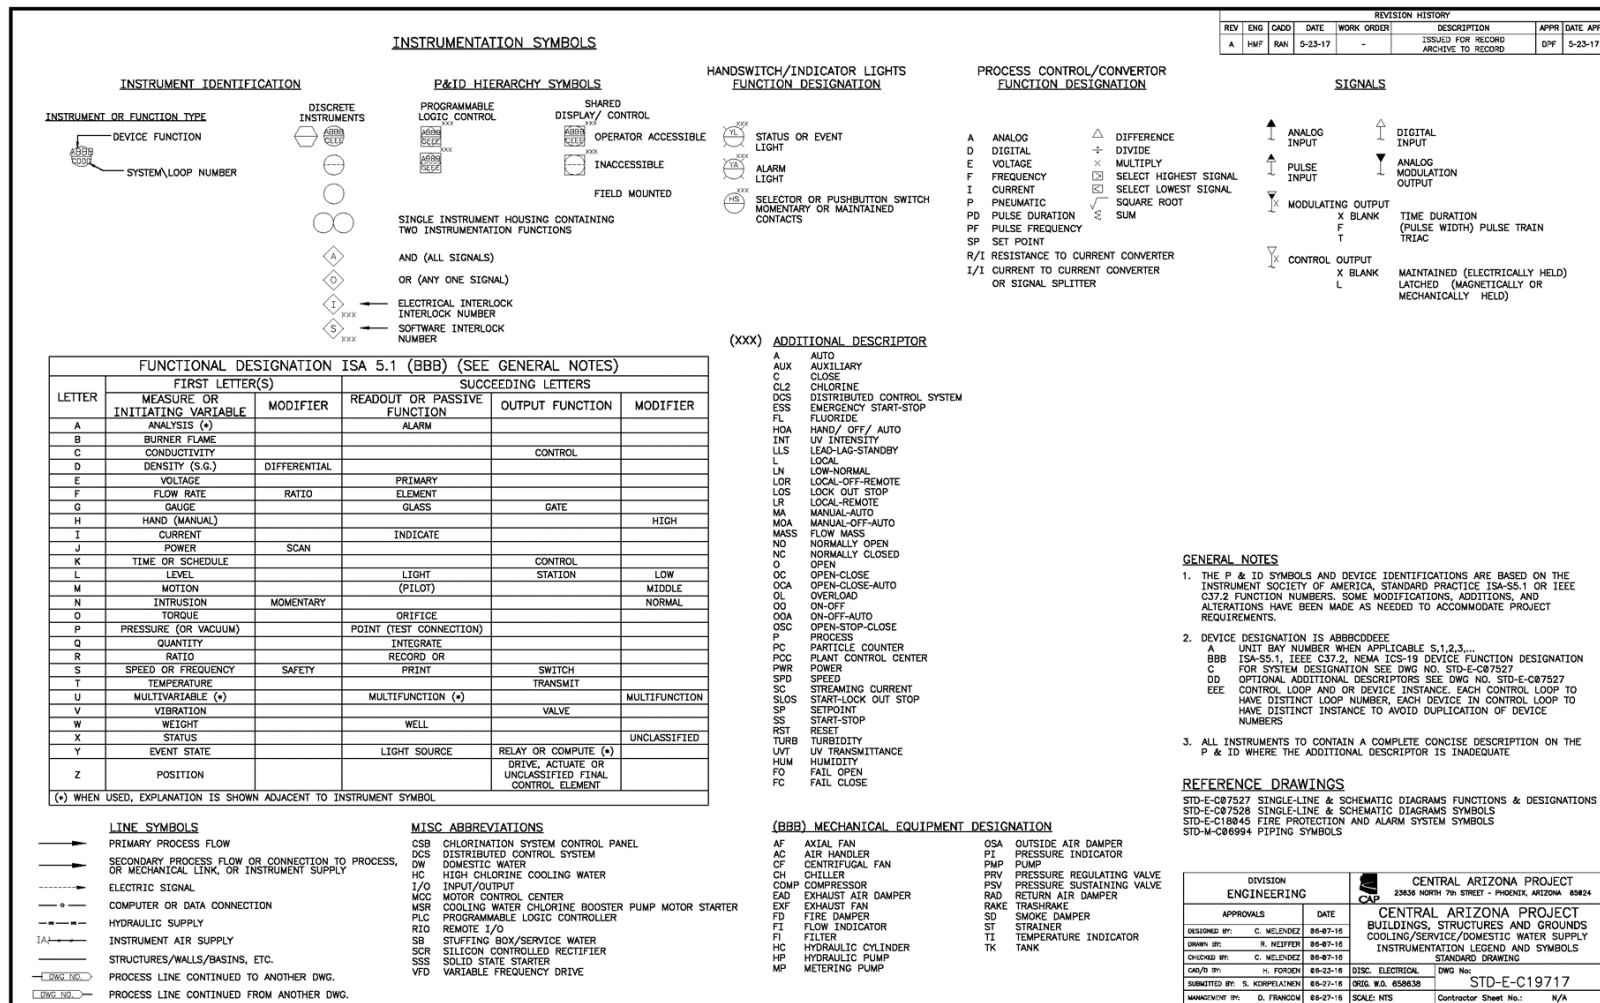 REVISION HISTORY
REV ENG CADD DATE WORK ORDER DESCRIPTION APPR DATE APP
A HMF RAN 5-23-17 - ISSUED FOR RECORD ARCHIVE TO RECORD DPF 5-23-17
INSTRUMENTATION SYMBOLS
INSTRUMENT IDENTIFICATION
INSTRUMENT OR FUNCTION TYPE
DEVICE FUNCTION
ABBB
SYSTEM\LOOP NUMBER
P&ID HIERARCHY SYMBOLS
DISCRETE
INSTRUMENTS
PROGRAMMABLE
LOGIC CONTROL
SHARED
DISPLAY/ CONTROL
ABBB
CEEE
XXX
OPERATOR ACCESSIBLE
INACCESSIBLE
FIELD MOUNTED
SINGLE INSTRUMENT HOUSING CONTAINING
TWO INSTRUMENTATION FUNCTIONS
A AND (ALL SIGNALS)
O OR (ANY ONE SIGNAL)
I XXX ELECTRICAL INTERLOCK
INTERLOCK NUMBER
S XXX SOFTWARE INTERLOCK
NUMBER
HANDSWITCH/INDICATOR LIGHTS
FUNCTION DESIGNATION
XXX
YL STATUS OR EVENT
LIGHT
XXX
YA ALARM
LIGHT
XXX
HS SELECTOR OR PUSHBUTTON SWITCH
MOMENTARY OR MAINTAINED
CONTACTS
PROCESS CONTROL/CONVERTOR
FUNCTION DESIGNATION
A ANALOG
D DIGITAL
E VOLTAGE
F FREQUENCY
I CURRENT
P PNEUMATIC
PD PULSE DURATION
PF PULSE FREQUENCY
SP SET POINT
R/I RESISTANCE TO CURRENT CONVERTER
I/I CURRENT TO CURRENT CONVERTER
OR SIGNAL SPLITTER
△ DIFFERENCE
÷ DIVIDE
× MULTIPLY
> SELECT HIGHEST SIGNAL
< SELECT LOWEST SIGNAL
√ SQUARE ROOT
Σ SUM
SIGNALS
ANALOG
INPUT
DIGITAL
INPUT
PULSE
INPUT
ANALOG
MODULATION
OUTPUT
X MODULATING OUTPUT
X BLANK TIME DURATION
F (PULSE WIDTH) PULSE TRAIN
T TRIAC
X CONTROL OUTPUT
X BLANK MAINTAINED (ELECTRICALLY HELD)
L LATCHED (MAGNETICALLY OR
MECHANICALLY HELD)
FUNCTIONAL DESIGNATION ISA 5.1 (BBB) (SEE GENERAL NOTES)
LETTER FIRST LETTER(S) SUCCEEDING LETTERS
MEASURE OR INITIATING VARIABLE MODIFIER READOUT OR PASSIVE FUNCTION OUTPUT FUNCTION MODIFIER
A ANALYSIS (*) ALARM
B BURNER FLAME
C CONDUCTIVITY CONTROL
D DENSITY (S.G.) DIFFERENTIAL
E VOLTAGE PRIMARY
F FLOW RATE RATIO ELEMENT
G GAUGE GLASS GATE
H HAND (MANUAL) HIGH
I CURRENT INDICATE
J POWER SCAN
K TIME OR SCHEDULE CONTROL
L LEVEL LIGHT STATION LOW
M MOTION (PILOT) MIDDLE
N INTRUSION MOMENTARY NORMAL
O TORQUE ORIFICE
P PRESSURE (OR VACUUM) POINT (TEST CONNECTION)
Q QUANTITY INTEGRATE
R RATIO RECORD OR
S SPEED OR FREQUENCY SAFETY PRINT SWITCH
T TEMPERATURE TRANSMIT
U MULTIVARIABLE (*) MULTIFUNCTION (*) MULTIFUNCTION
V VIBRATION VALVE
W WEIGHT WELL
X STATUS UNCLASSIFIED
Y EVENT STATE LIGHT SOURCE RELAY OR COMPUTE (*)
Z POSITION DRIVE, ACTUATE OR UNCLASSIFIED FINAL CONTROL ELEMENT
(*) WHEN USED, EXPLANATION IS SHOWN ADJACENT TO INSTRUMENT SYMBOL
(XXX) ADDITIONAL DESCRIPTOR
A AUTO
AUX AUXILIARY
C CLOSE
CL2 CHLORINE
DCS DISTRIBUTED CONTROL SYSTEM
ESS EMERGENCY START-STOP
FL FLUORIDE
HOA HAND/ OFF/ AUTO
INT UV INTENSITY
LLS LEAD-LAG-STANDBY
L LOCAL
LN LOW-NORMAL
LOR LOCAL-OFF-REMOTE
LOS LOCK OUT STOP
LR LOCAL-REMOTE
MA MANUAL-AUTO
MOA MANUAL-OFF-AUTO
MASS FLOW MASS
NO NORMALLY OPEN
NC NORMALLY CLOSED
O OPEN
OC OPEN-CLOSE
OCA OPEN-CLOSE-AUTO
OL OVERLOAD
OO ON-OFF
OOA ON-OFF-AUTO
OSC OPEN-STOP-CLOSE
P PROCESS
PC PARTICLE COUNTER
PCC PLANT CONTROL CENTER
PWR POWER
SPD SPEED
SC STREAMING CURRENT
SLOS START-LOCK OUT STOP
SP SETPOINT
SS START-STOP
RST RESET
TURB TURBIDITY
UVT UV TRANSMITTANCE
HUM HUMIDITY
FO FAIL OPEN
FC FAIL CLOSE
GENERAL NOTES
1. THE P & ID SYMBOLS AND DEVICE IDENTIFICATIONS ARE BASED ON THE
INSTRUMENT SOCIETY OF AMERICA, STANDARD PRACTICE ISA-S5.1 OR IEEE
C37.2 FUNCTION NUMBERS. SOME MODIFICATIONS, ADDITIONS, AND
ALTERATIONS HAVE BEEN MADE AS NEEDED TO ACCOMMODATE PROJECT
REQUIREMENTS.
2. DEVICE DESIGNATION IS ABBBCDDEEE
A UNIT BAY NUMBER WHEN APPLICABLE S,1,2,3,...
BBB ISA-S5.1, IEEE C37.2, NEMA ICS-19 DEVICE FUNCTION DESIGNATION
C FOR SYSTEM DESIGNATION SEE DWG NO. STD-E-C07527
DD OPTIONAL ADDITIONAL DESCRIPTORS SEE DWG NO. STD-E-C07527
EEE CONTROL LOOP AND OR DEVICE INSTANCE. EACH CONTROL LOOP TO
HAVE DISTINCT LOOP NUMBER, EACH DEVICE IN CONTROL LOOP TO
HAVE DISTINCT INSTANCE TO AVOID DUPLICATION OF DEVICE
NUMBERS
3. ALL INSTRUMENTS TO CONTAIN A COMPLETE CONCISE DESCRIPTION ON THE
P & ID WHERE THE ADDITIONAL DESCRIPTOR IS INADEQUATE
REFERENCE DRAWINGS
STD-E-C07527 SINGLE-LINE & SCHEMATIC DIAGRAMS FUNCTIONS & DESIGNATIONS
STD-E-C07528 SINGLE-LINE & SCHEMATIC DIAGRAMS SYMBOLS
STD-E-C18045 FIRE PROTECTION AND ALARM SYSTEM SYMBOLS
STD-M-C06994 PIPING SYMBOLS
LINE SYMBOLS
PRIMARY PROCESS FLOW
SECONDARY PROCESS FLOW OR CONNECTION TO PROCESS,
OR MECHANICAL LINK, OR INSTRUMENT SUPPLY
ELECTRIC SIGNAL
COMPUTER OR DATA CONNECTION
HYDRAULIC SUPPLY
IA INSTRUMENT AIR SUPPLY
STRUCTURES/WALLS/BASINS, ETC.
DWG NO. PROCESS LINE CONTINUED TO ANOTHER DWG.
DWG NO. PROCESS LINE CONTINUED FROM ANOTHER DWG.
MISC ABBREVIATIONS
CSB CHLORINATION SYSTEM CONTROL PANEL
DCS DISTRIBUTED CONTROL SYSTEM
DW DOMESTIC WATER
HC HIGH CHLORINE COOLING WATER
I/O INPUT/OUTPUT
MCC MOTOR CONTROL CENTER
MSR COOLING WATER CHLORINE BOOSTER PUMP MOTOR STARTER
PLC PROGRAMMABLE LOGIC CONTROLLER
RIO REMOTE I/O
SB STUFFING BOX/SERVICE WATER
SCR SILICON CONTROLLED RECTIFIER
SSS SOLID STATE STARTER
VFD VARIABLE FREQUENCY DRIVE
(BBB) MECHANICAL EQUIPMENT DESIGNATION
AF AXIAL FAN
AC AIR HANDLER
CF CENTRIFUGAL FAN
CH CHILLER
COMP COMPRESSOR
EAD EXHAUST AIR DAMPER
EXF EXHAUST FAN
FD FIRE DAMPER
FI FLOW INDICATOR
FI FILTER
HC HYDRAULIC CYLINDER
HP HYDRAULIC PUMP
MP METERING PUMP
OSA OUTSIDE AIR DAMPER
PI PRESSURE INDICATOR
PMP PUMP
PRV PRESSURE REGULATING VALVE
PSV PRESSURE SUSTAINING VALVE
RAD RETURN AIR DAMPER
RAKE TRASHRAKE
SD SMOKE DAMPER
ST STRAINER
TI TEMPERATURE INDICATOR
TK TANK
DIVISION
ENGINEERING
CAP
CENTRAL ARIZONA PROJECT
23636 NORTH 7th STREET - PHOENIX, ARIZONA 85024
APPROVALS DATE
DESIGNED BY: C. MELENDEZ 06-07-16
DRAWN BY: R. NEIFFER 06-07-16
CHECKED BY: C. MELENDEZ 06-07-16
CAD/D BY: H. FORDEN 06-23-16
SUBMITTED BY: S. KORPELAINEN 06-27-16
MANAGEMENT BY: D. FRANCOM 06-27-16
CENTRAL ARIZONA PROJECT
BUILDINGS, STRUCTURES AND GROUNDS
COOLING/SERVICE/DOMESTIC WATER SUPPLY
INSTRUMENTATION LEGEND AND SYMBOLS
STANDARD DRAWING
DISC. ELECTRICAL
ORIG. W.O. 658638
SCALE: NTS
DWG No:
STD-E-C19717
Contractor Sheet No.: N/A